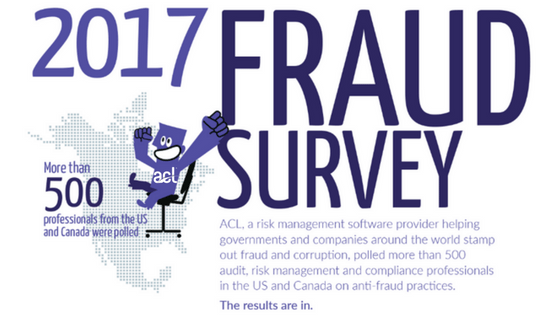 2017 FRAUD
SURVEY
More than
500
professionals from the US
and Canada were polled
acl
ACL, a risk management software provider helping
governments and companies around the world stamp
out fraud and corruption, polled more than 500
audit, risk management and compliance professionals
in the US and Canada on anti-fraud practices.
The results are in.